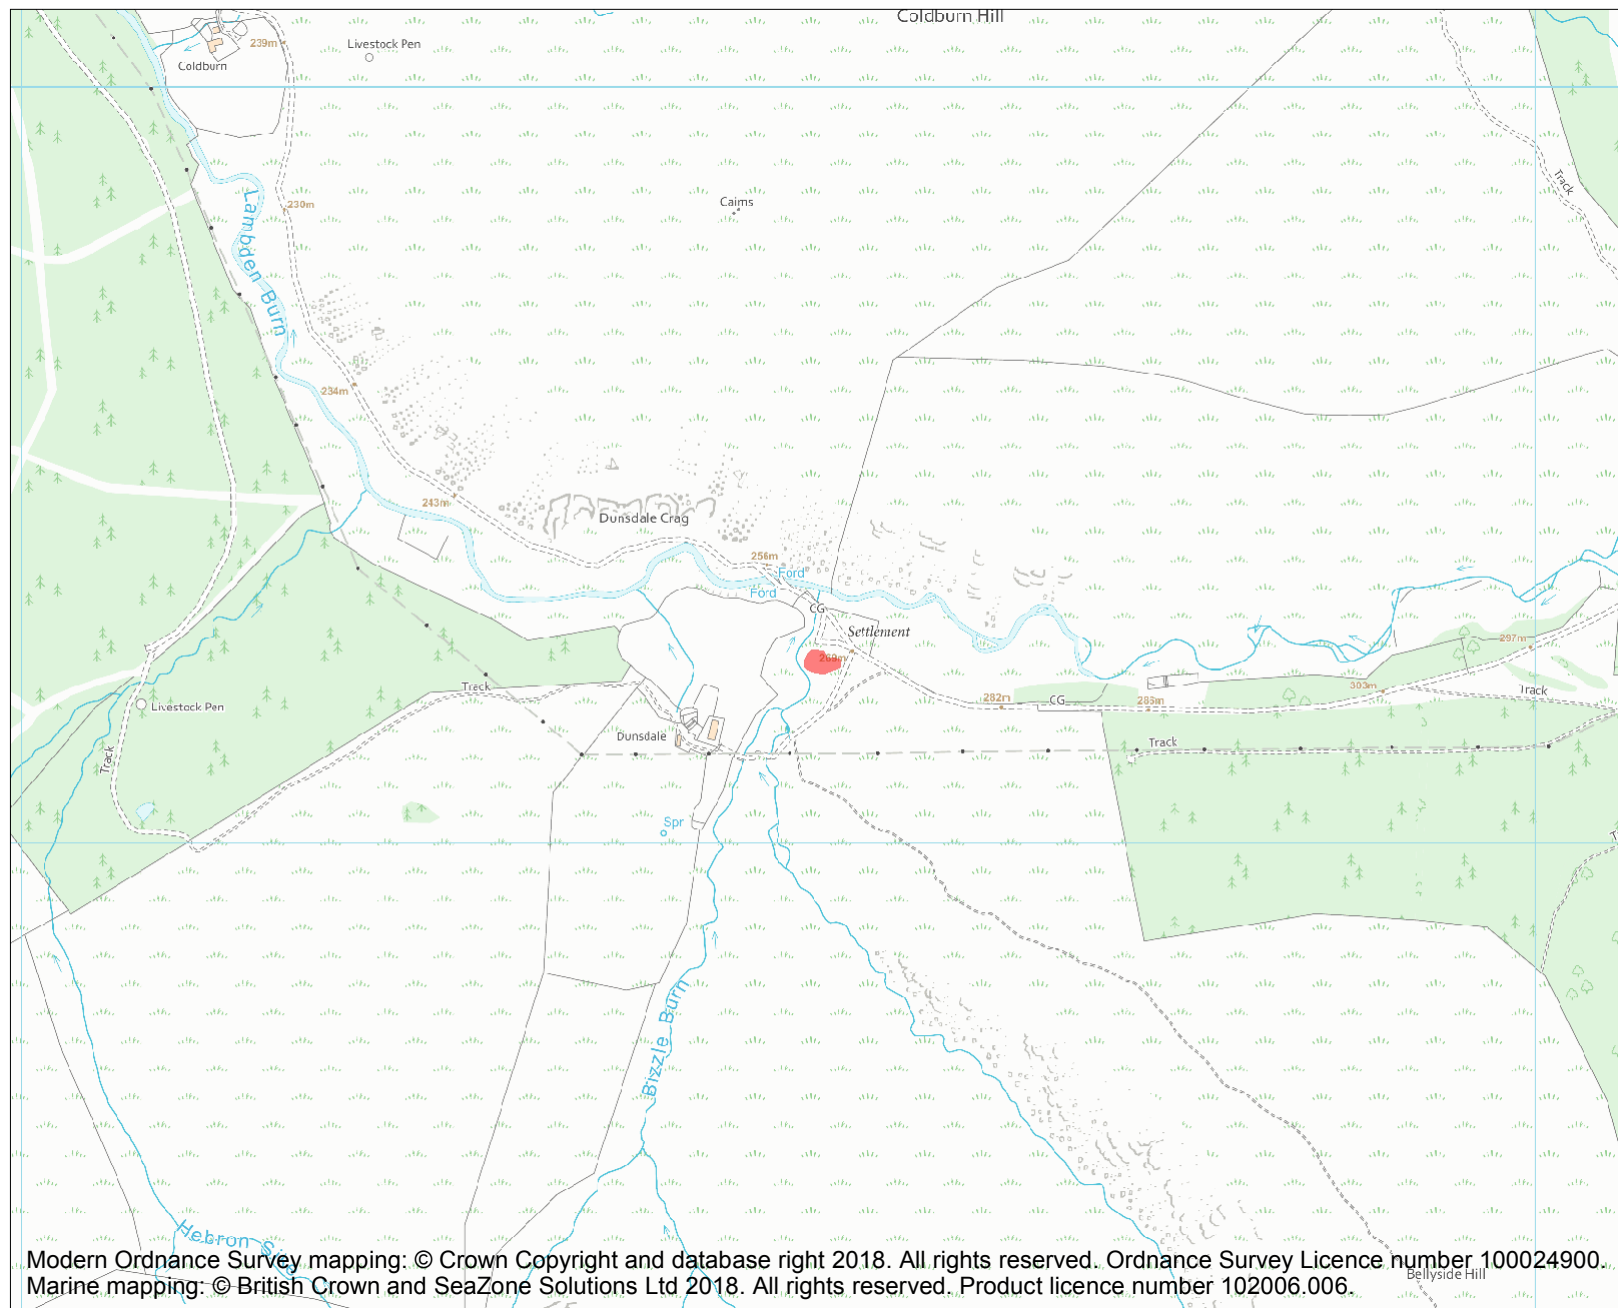 Coldburn Hill
239m
Livestock Pen
Coldburn
Track
230m
Cairns
Lambden Burn
234m
243m
Dunsdale Crag
256m
Ford
Ford
CG
Settlement
268m
297m
Track
303m
282m
CG
286m
Track
Livestock Pen
Dunsdale
Track
Track
Spr
Bizzle Burn
Hebron Sike
Bellyside Hill
Modern Ordnance Survey mapping: © Crown Copyright and database right 2018. All rights reserved. Ordnance Survey Licence number 100024900.
Marine mapping: © British Crown and SeaZone Solutions Ltd 2018. All rights reserved. Product licence number 102006.006.